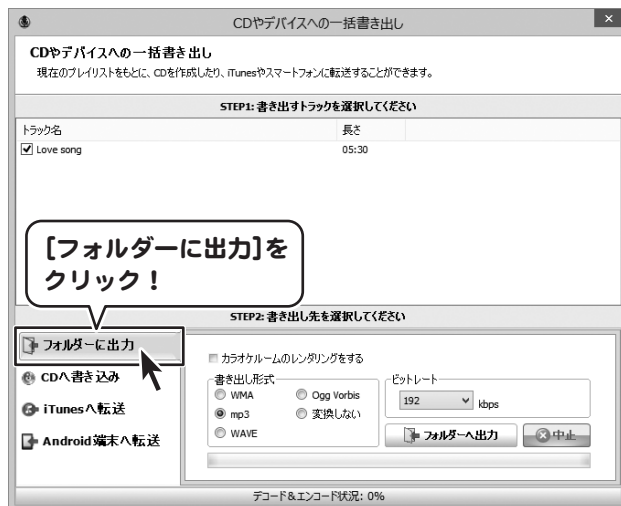 CDやデバイスへの一括書き出し
CDやデバイスへの一括書き出し
現在のプレイリストをもとに、CDを作成したり、iTunesやスマートフォンに転送することができます。
STEP1: 書き出すトラックを選択してください
トラック名 長さ
Love song 05:30
[フォルダーに出力]を
クリック！
STEP2: 書き出し先を選択してください
フォルダーに出力
CDへ書き込み
iTunesへ転送
Android端末へ転送
カラオケルームのレンダリングをする
書き出し形式
WMA Ogg Vorbis
mp3 変換しない
WAVE
ビットレート
192 kbps
フォルダーへ出力 中止
デコード&エンコード状況: 0%